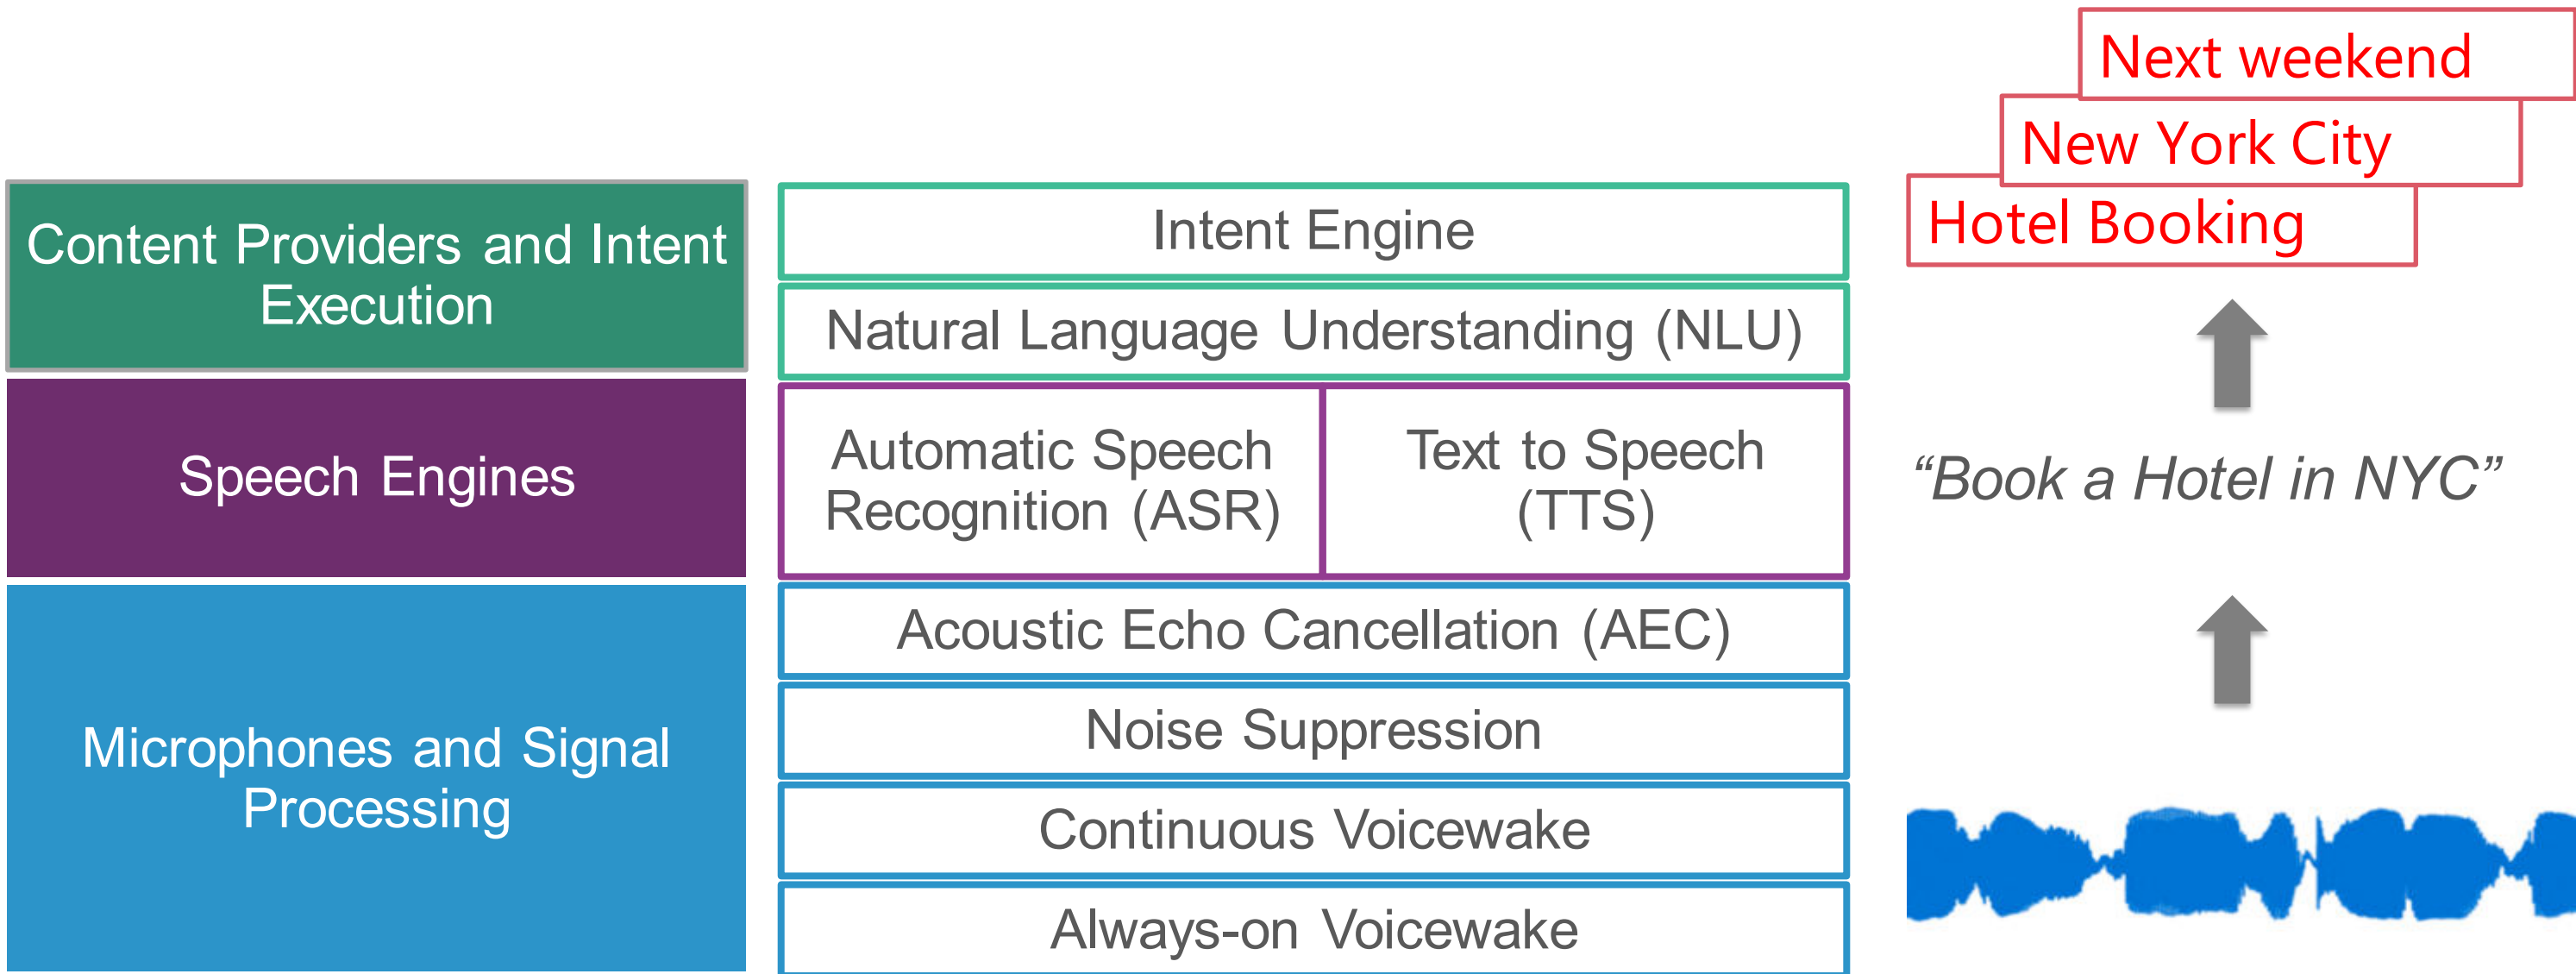 Next weekend
New York City
Hotel Booking
Content Providers and Intent
Execution
Intent Engine
Natural Language Understanding (NLU)
Speech Engines
Automatic Speech
Recognition (ASR)
Text to Speech
(TTS)
“Book a Hotel in NYC”
Microphones and Signal
Processing
Acoustic Echo Cancellation (AEC)
Noise Suppression
Continuous Voicewake
Always-on Voicewake